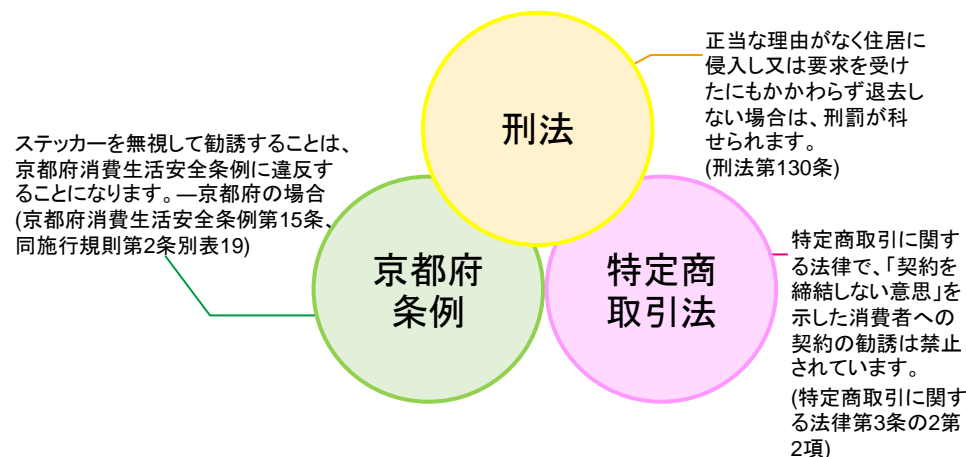 正当な理由がなく住居に
侵入し又は要求を受け
たにもかかわらず退去し
ない場合は、刑罰が科
せられます。
(刑法第130条)
刑法
ステッカーを無視して勧誘することは、
京都府消費生活安全条例に違反す
ることになります。―京都府の場合
(京都府消費生活安全条例第15条、
同施行規則第2条別表19)
京都府
条例
特定商
取引法
特定商取引に関す
る法律で、「契約を
締結しない意思」を
示した消費者への
契約の勧誘は禁止
されています。
(特定商取引に関す
る法律第3条の2第
2項)